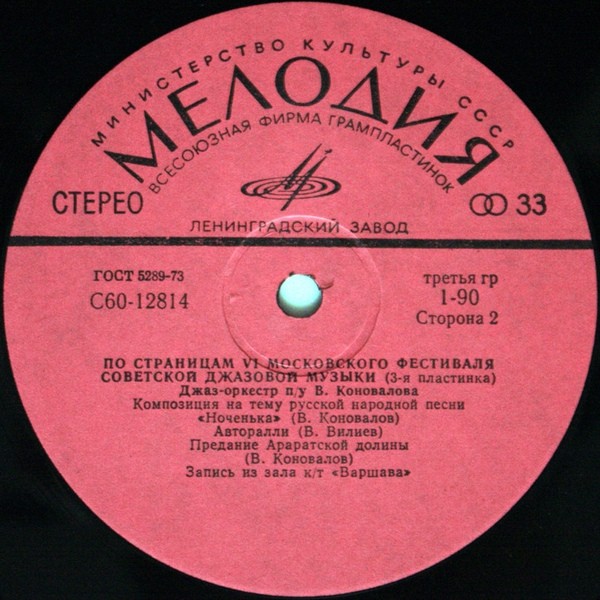 МИНИСТЕРСТВО КУЛЬТУРЫ СССР
МЕЛОДИЯ
ВСЕСОЮЗНАЯ ФИРМА ГРАМПЛАСТИНОК
СТЕРЕО
33
ЛЕНИНГРАДСКИЙ ЗАВОД
ГОСТ 5289-73
С60-12814
третья гр
1-90
Сторона 2
ПО СТРАНИЦАМ VI МОСКОВСКОГО ФЕСТИВАЛЯ
СОВЕТСКОЙ ДЖАЗОВОЙ МУЗЫКИ (3-я пластинка)
Джаз-оркестр п/у В. Коновалова
Композиция на тему русской народной песни
«Ноченька» (В. Коновалов)
Авторалли (В. Вилиев)
Предание Араратской долины
(В. Коновалов)
Запись из зала к/т «Варшава»